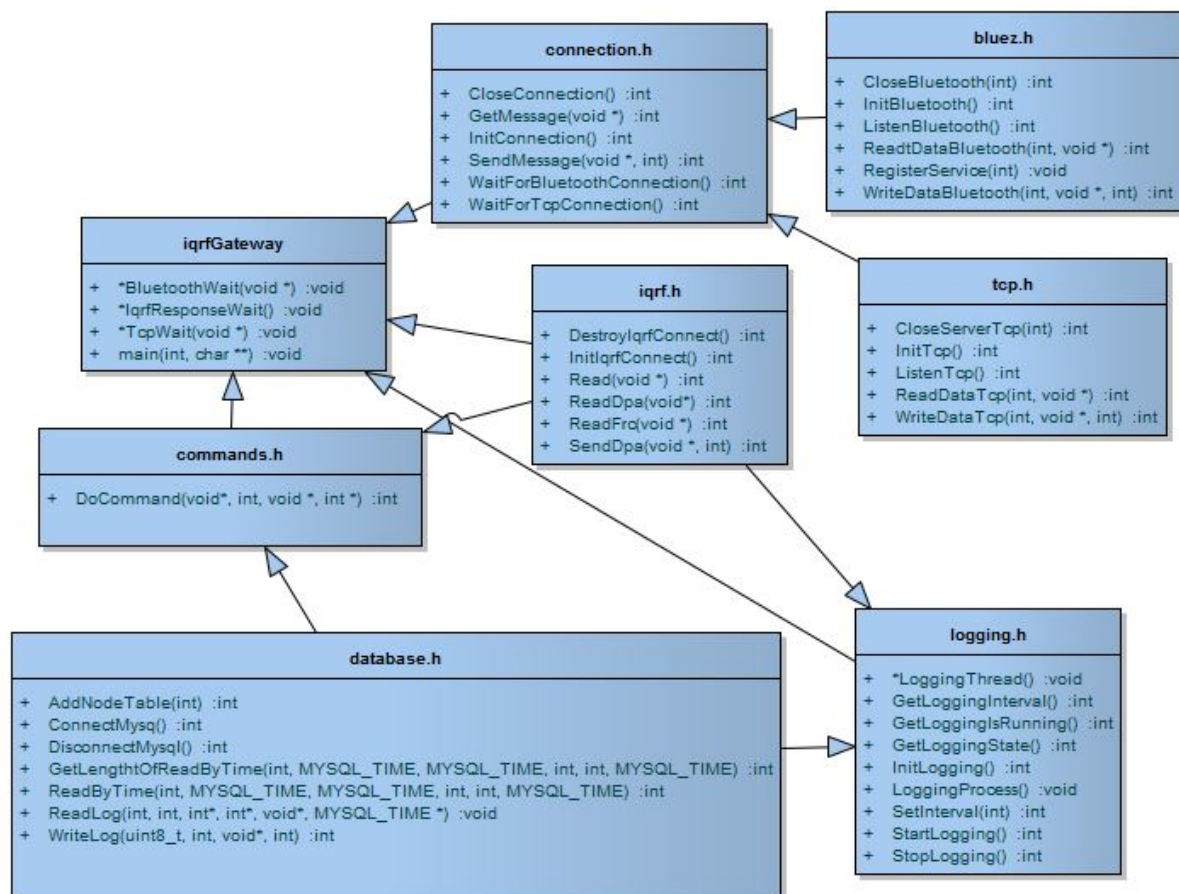 connection.h
+ CloseConnection() :int
+ GetMessage(void *) :int
+ InitConnection() :int
+ SendMessage(void *, int) :int
+ WaitForBluetoothConnection() :int
+ WaitForTcpConnection() :int
bluez.h
+ CloseBluetooth(int) :int
+ InitBluetooth() :int
+ ListenBluetooth() :int
+ ReadtDataBluetooth(int, void *) :int
+ RegisterService(int) :void
+ WriteDataBluetooth(int, void *, int) :int
iqrfGateway
+ *BluetoothWait(void *) :void
+ *IqrfResponseWait() :void
+ *TcpWait(void *) :void
+ main(int, char **) :void
iqrf.h
+ DestroyIqrfConnect() :int
+ InitIqrfConnect() :int
+ Read(void *) :int
+ ReadDpa(void*) :int
+ ReadFrc(void *) :int
+ SendDpa(void *, int) :int
tcp.h
+ CloseServerTcp(int) :int
+ InitTcp() :int
+ ListenTcp() :int
+ ReadDataTcp(int, void *) :int
+ WriteDataTcp(int, void *, int) :int
commands.h
+ DoCommand(void*, int, void *, int *) :int
database.h
+ AddNodeTable(int) :int
+ ConnectMysq() :int
+ DisconnectMysql() :int
+ GetLenghtOfReadByTime(int, MYSQL_TIME, MYSQL_TIME, int, int, MYSQL_TIME) :int
+ ReadByTime(int, MYSQL_TIME, MYSQL_TIME, int, int, MYSQL_TIME) :int
+ ReadLog(int, int, int*, int*, void*, MYSQL_TIME *) :void
+ WriteLog(uint8_t, int, void*, int) :int
logging.h
+ *LoggingThread() :void
+ GetLoggingInterval() :int
+ GetLoggingIsRunning() :int
+ GetLoggingState() :int
+ InitLogging() :int
+ LoggingProcess() :void
+ SetInterval(int) :int
+ StartLogging() :int
+ StopLogging() :int